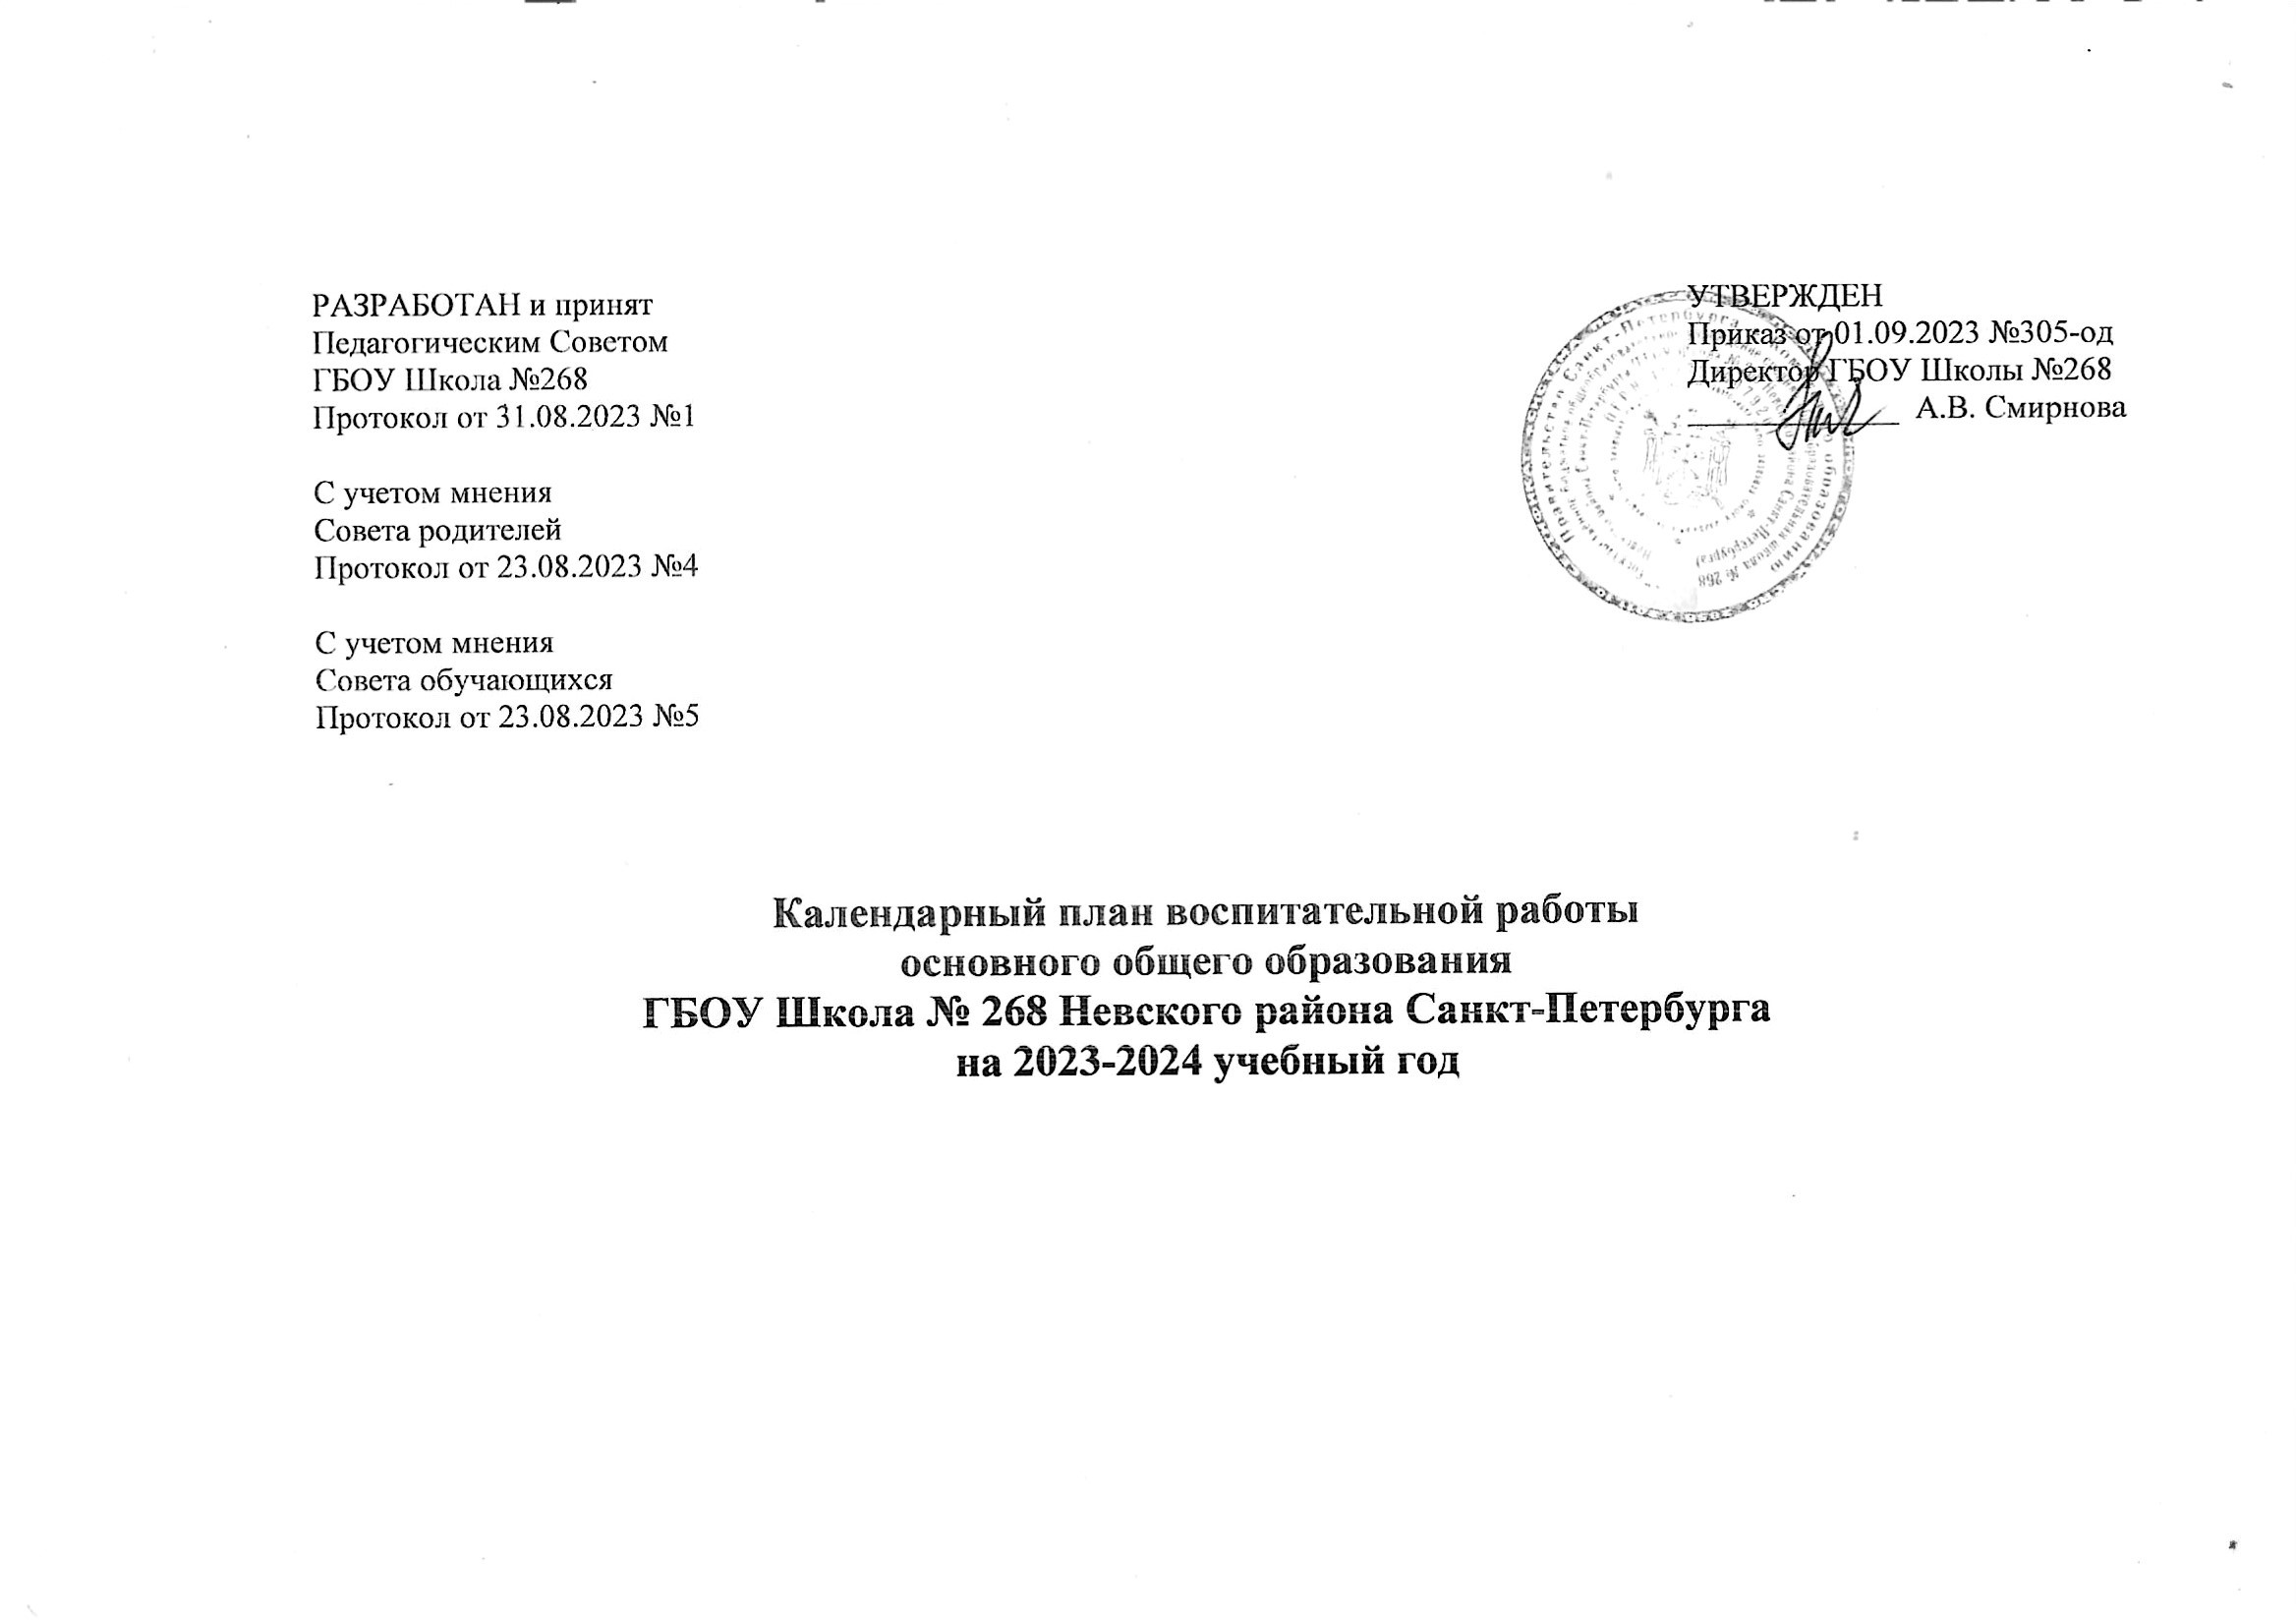 РАЗРАБОТАН и принят
Педагогическим Советом
ГБОУ Школа №268
Протокол от 31.08.2023 №1
С учетом мнения
Совета родителей
Протокол от 23.08.2023 №4
С учетом мнения
Совета обучающихся
Протокол от 23.08.2023 №5
УТВЕРЖДЕН
Приказ от 01.09.2023 №305-од
Директор ГБОУ Школы №268
А.В. Смирнова
Правительство Санкт-Петербурга
Календарный план воспитательной работы
основного общего образования
ГБОУ Школа № 268 Невского района Санкт-Петербурга
на 2023-2024 учебный год